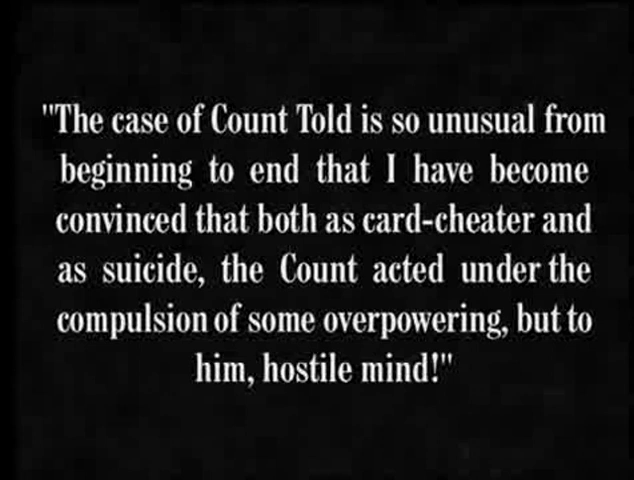 "The case of Count Told is so unusual from
beginning to end that I have become
convinced that both as card-cheater and
as suicide, the Count acted under the
compulsion of some overpowering, but to
him, hostile mind!"